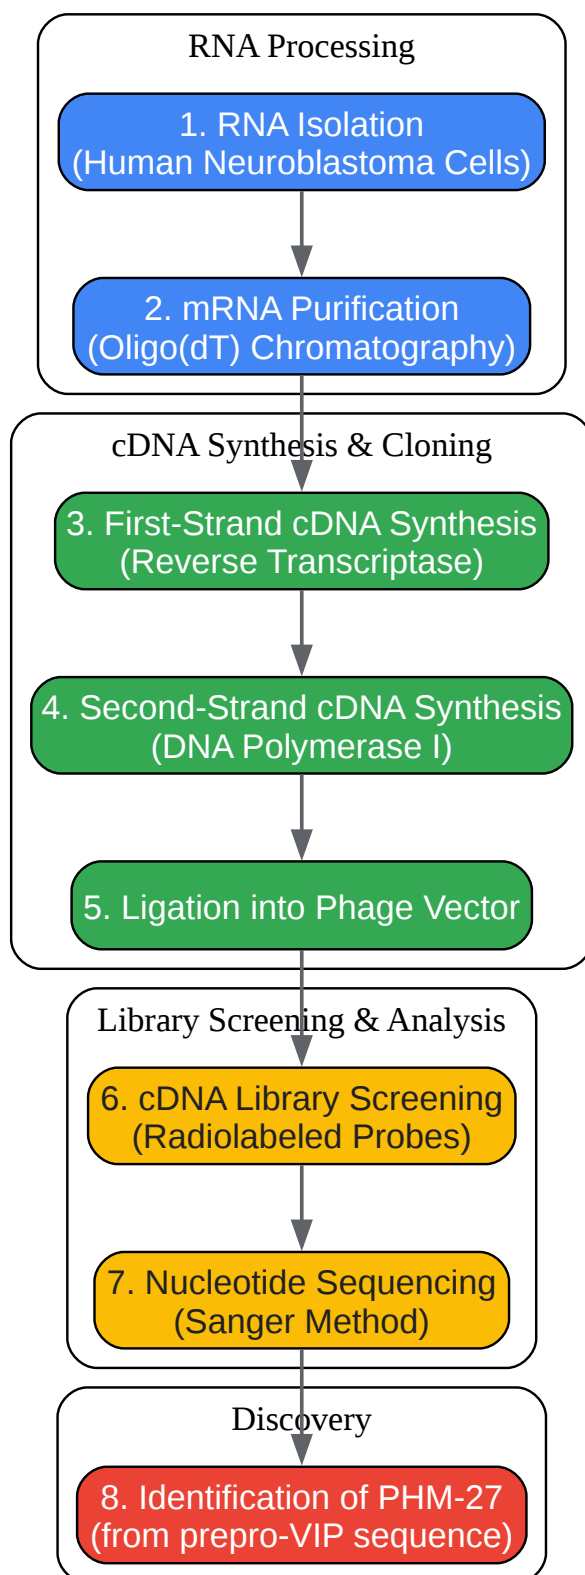 RNA Processing
1. RNA Isolation
(Human Neuroblastoma Cells)
2. mRNA Purification
(Oligo(dT) Chromatography)
cDNA Synthesis & Cloning
3. First-Strand cDNA Synthesis
(Reverse Transcriptase)
4. Second-Strand cDNA Synthesis
(DNA Polymerase I)
5. Ligation into Phage Vector
Library Screening & Analysis
6. cDNA Library Screening
(Radiolabeled Probes)
7. Nucleotide Sequencing
(Sanger Method)
Discovery
8. Identification of PHM-27
(from prepro-VIP sequence)